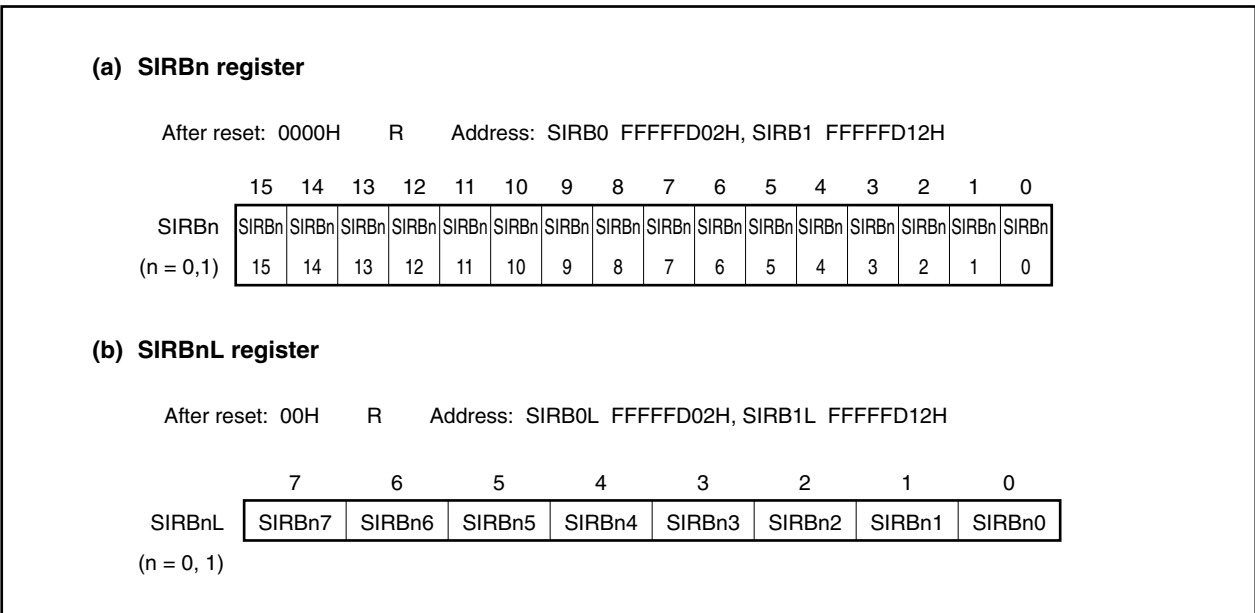 (a) SIRBn register
After reset: 0000H R Address: SIRB0 FFFFFD02H, SIRB1 FFFFFD12H
15 14 13 12 11 10 9 8 7 6 5 4 3 2 1 0
SIRBn SIRBn SIRBn SIRBn SIRBn SIRBn SIRBn SIRBn SIRBn SIRBn SIRBn SIRBn SIRBn SIRBn SIRBn SIRBn SIRBn
(n = 0,1) 15 14 13 12 11 10 9 8 7 6 5 4 3 2 1 0
(b) SIRBnL register
After reset: 00H R Address: SIRB0L FFFFFD02H, SIRB1L FFFFFD12H
7 6 5 4 3 2 1 0
SIRBnL SIRBn7 SIRBn6 SIRBn5 SIRBn4 SIRBn3 SIRBn2 SIRBn1 SIRBn0
(n = 0, 1)